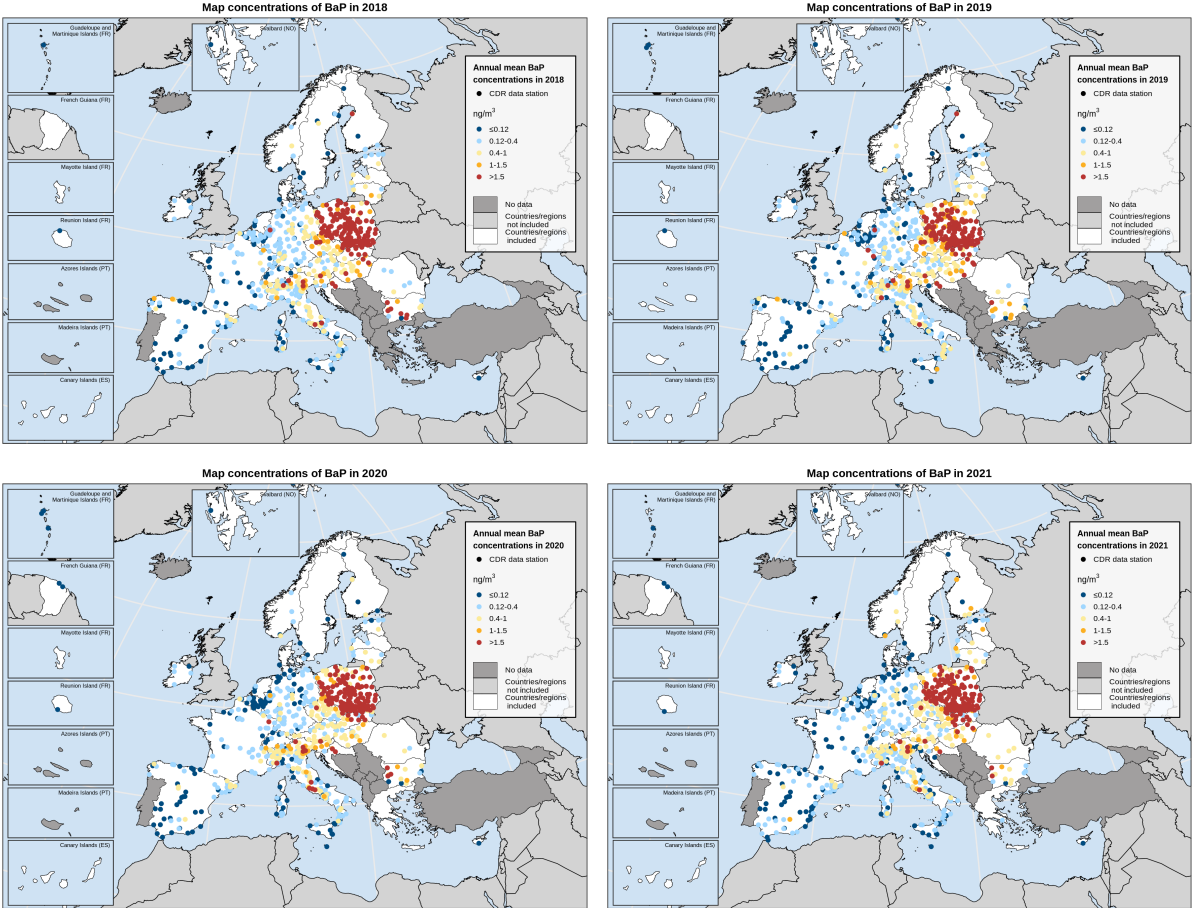 Map concentrations of BaP in 2018
Guadeloupe and
Martinique Islands (FR)
French Guiana (FR)
Mayotte Island (FR)
Reunion Island (FR)
Azores Islands (PT)
Madeira Islands (PT)
Canary Islands (ES)
Svalbard (NO)
Annual mean BaP
concentrations in 2018
CDR data station
ng/m³
≤0.12
0.12-0.4
0.4-1
1-1.5
>1.5
No data
Countries/regions
not included
Countries/regions
included
Map concentrations of BaP in 2019
Guadeloupe and
Martinique Islands (FR)
French Guiana (FR)
Mayotte Island (FR)
Reunion Island (FR)
Azores Islands (PT)
Madeira Islands (PT)
Canary Islands (ES)
Svalbard (NO)
Annual mean BaP
concentrations in 2019
CDR data station
ng/m³
≤0.12
0.12-0.4
0.4-1
1-1.5
>1.5
No data
Countries/regions
not included
Countries/regions
included
Map concentrations of BaP in 2020
Guadeloupe and
Martinique Islands (FR)
French Guiana (FR)
Mayotte Island (FR)
Reunion Island (FR)
Azores Islands (PT)
Madeira Islands (PT)
Canary Islands (ES)
Svalbard (NO)
Annual mean BaP
concentrations in 2020
CDR data station
ng/m³
≤0.12
0.12-0.4
0.4-1
1-1.5
>1.5
No data
Countries/regions
not included
Countries/regions
included
Map concentrations of BaP in 2021
Guadeloupe and
Martinique Islands (FR)
French Guiana (FR)
Mayotte Island (FR)
Reunion Island (FR)
Azores Islands (PT)
Madeira Islands (PT)
Canary Islands (ES)
Svalbard (NO)
Annual mean BaP
concentrations in 2021
CDR data station
ng/m³
≤0.12
0.12-0.4
0.4-1
1-1.5
>1.5
No data
Countries/regions
not included
Countries/regions
included